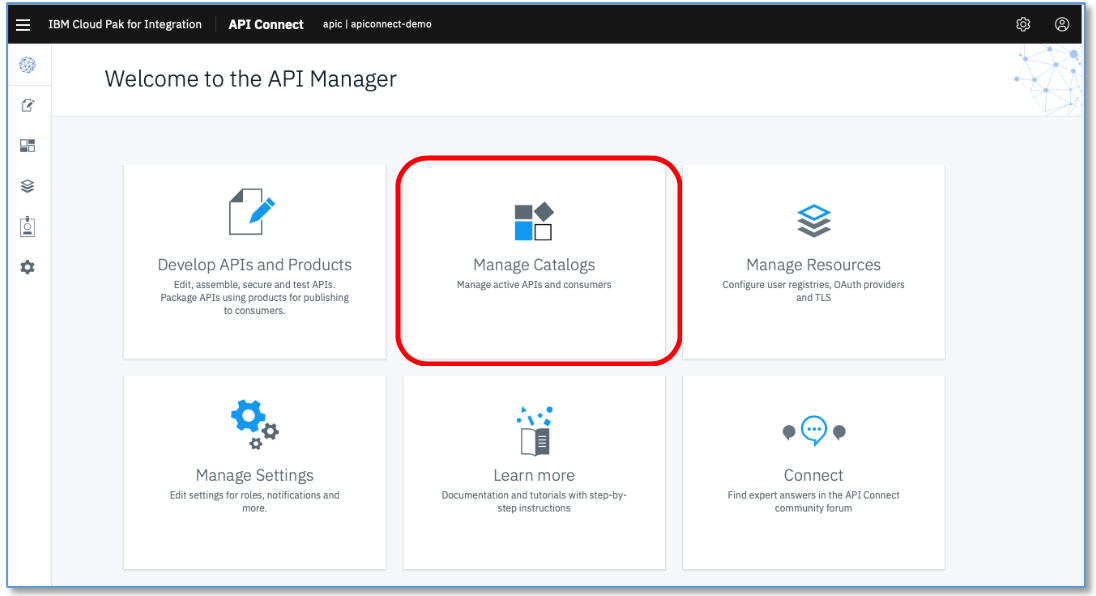 IBM Cloud Pak for Integration API Connect apic | apiconnect-demo
Welcome to the API Manager
Develop APIs and Products
Edit, assemble, secure and test APIs.
Package APIs using products for publishing
to consumers.
Manage Catalogs
Manage active APIs and consumers
Manage Resources
Configure user registries, OAuth providers
and TLS
Manage Settings
Edit settings for roles, notifications and
more.
Learn more
Documentation and tutorials with step-by-
step instructions
Connect
Find expert answers in the API Connect
community forum